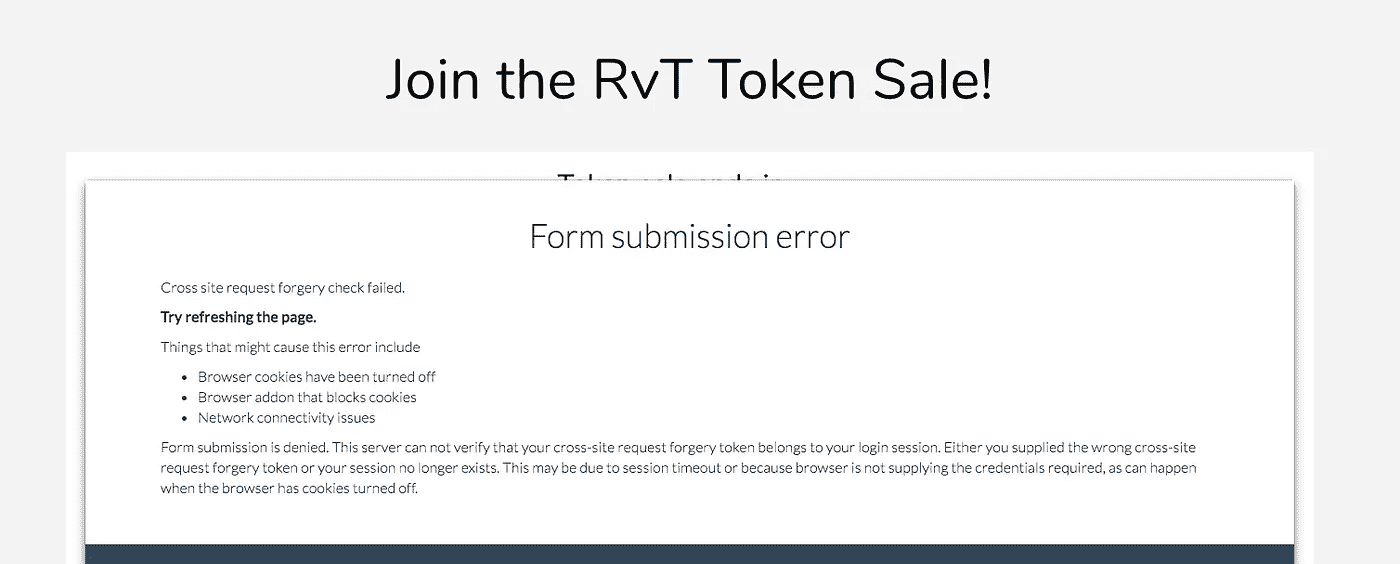 Join the RvT Token Sale!
Token sale ends in
Form submission error
Cross site request forgery check failed.
Try refreshing the page.
Things that might cause this error include
• Browser cookies have been turned off
• Browser addon that blocks cookies
• Network connectivity issues
Form submission is denied. This server can not verify that your cross-site request forgery token belongs to your login session. Either you supplied the wrong cross-site
request forgery token or your session no longer exists. This may be due to session timeout or because browser is not supplying the credentials required, as can happen
when the browser has cookies turned off.